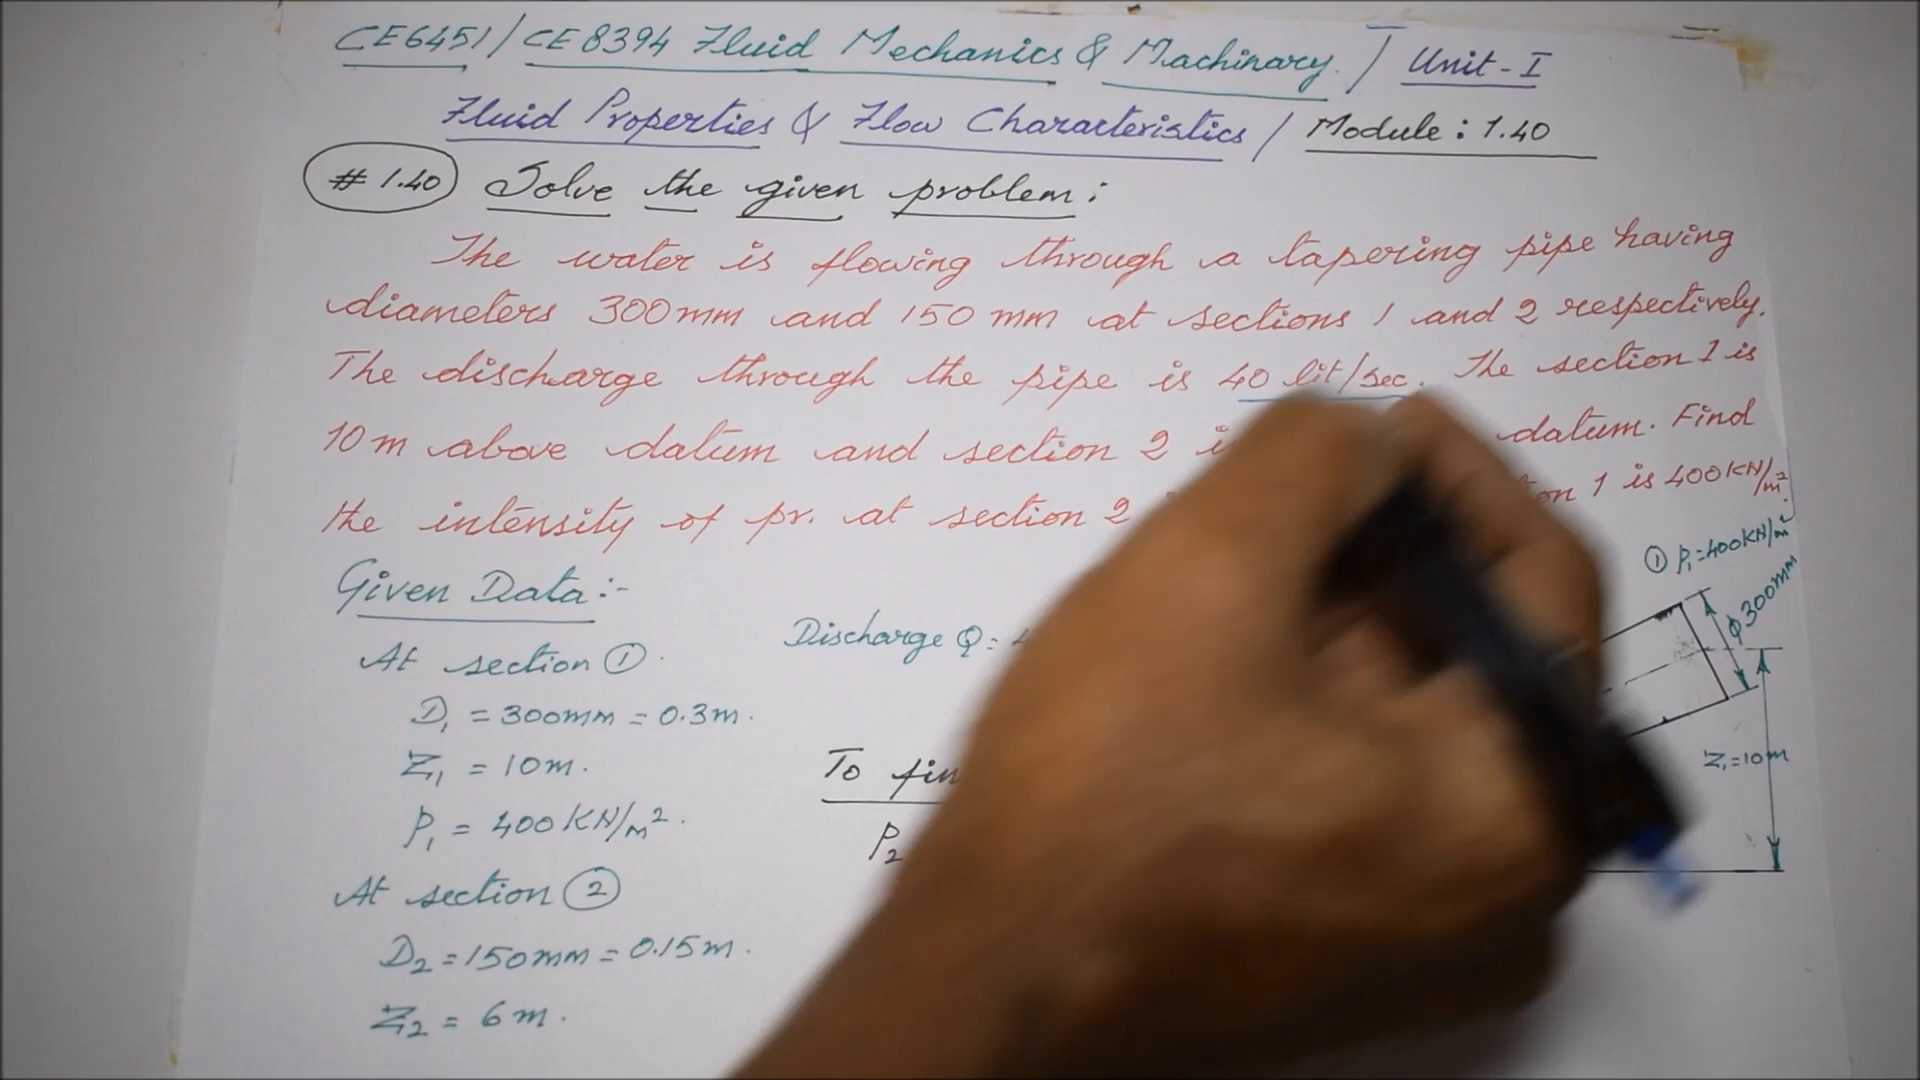 CE6451/CE8394 Fluid Mechanics & Machinary. / Unit-I
Fluid Properties & Flow Characteristics / Module: 1.40
# 1.40 Solve the given problem:
The water is flowing through a tapering pipe having
diameters 300mm and 150mm at sections 1 and 2 respectively.
The discharge through the pipe is 40 lit/sec. The section 1 is
10m above datum and section 2 datum. Find
the intensity of pr. at section 2 1 is 400KN/m².
Given Data:-
① P₁=400KN/m²
ϕ300mm
At section ①.
Discharge Q=
D₁ = 300mm = 0.3m.
Z₁ = 10m.
Z₁=10m
To
P₁ = 400KN/m².
P₂
At section ②
D₂=150mm=0.15m.
Z₂ = 6m.